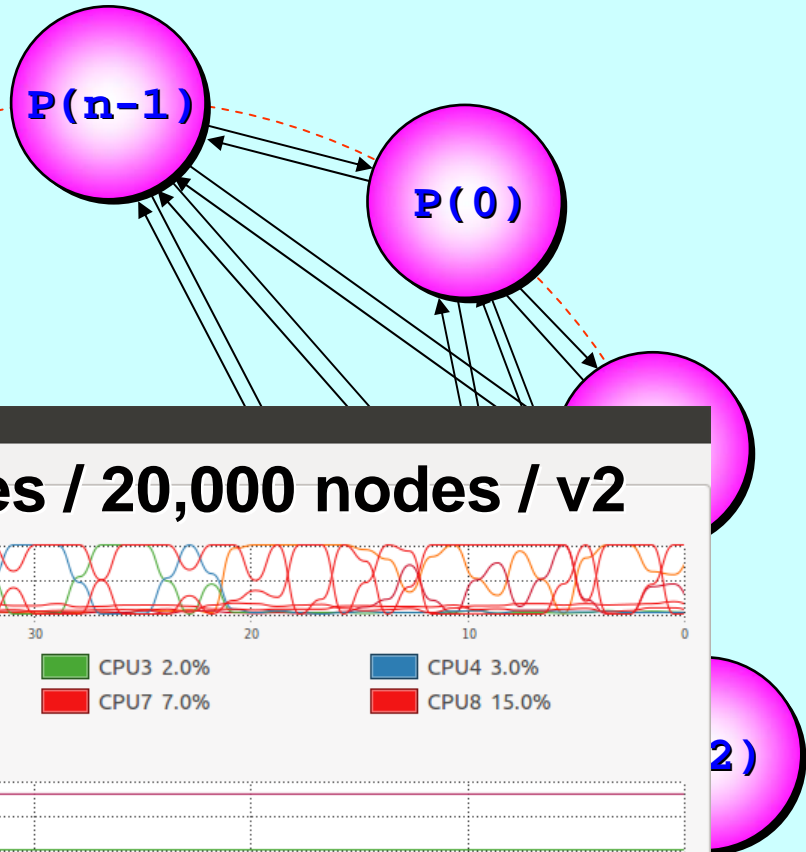 P(n-1)
P(0)
es / 20,000 nodes / v2
30 20 10 0
CPU3 2.0% CPU4 3.0%
CPU7 7.0% CPU8 15.0%
2)